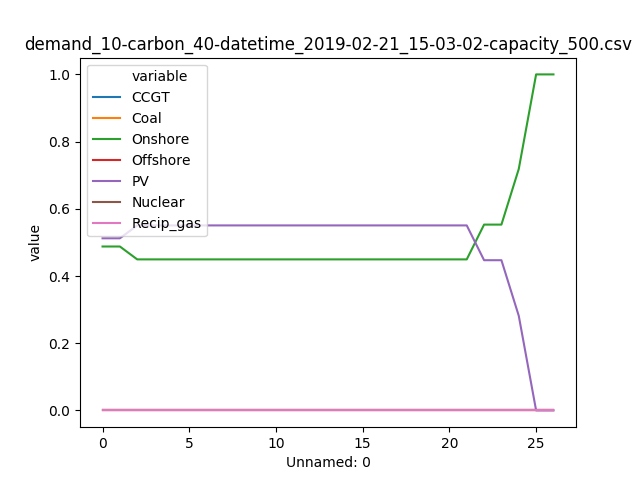 demand_10-carbon_40-datetime_2019-02-21_15-03-02-capacity_500.csv
1.0
0.8
0.6
0.4
0.2
0.0
value
variable
CCGT
Coal
Onshore
Offshore
PV
Nuclear
Recip_gas
0 5 10 15 20 25
Unnamed: 0